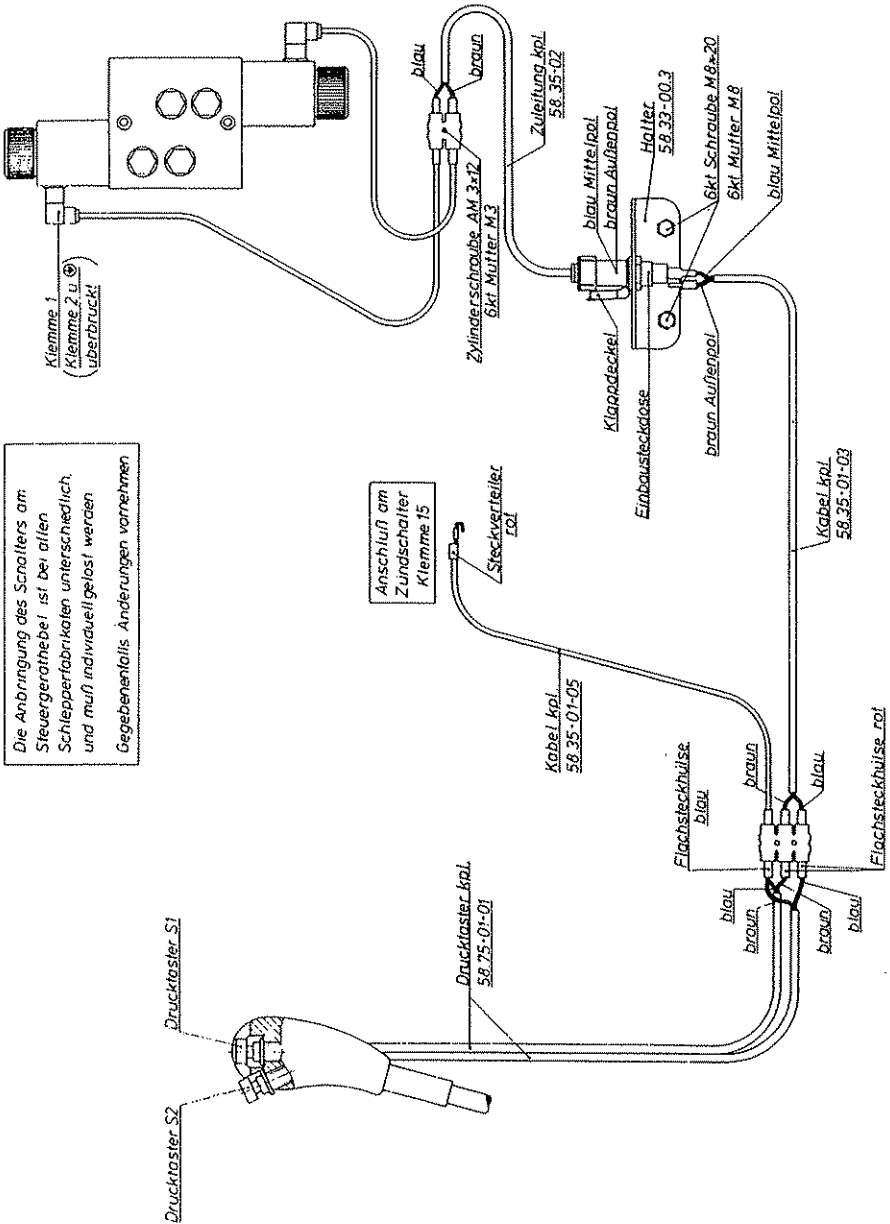 Die Anbringung des Schalters am
Steuergeräthebel ist bei allen
Schlepperfabrikaten unterschiedlich,
und muß individuell gelöst werden
Gegebenenfalls Änderungen vornehmen
Klemme 1
(Klemme 2 u ⏚
überbrückt)
blau
braun
Zuleitung kpl.
58.35-02
Zylinderschraube AM 3x12
6kt Mutter M3
blau Mittelpol
braun Außenpol
Halter
58.33-00.3
6kt Schraube M8x20
6kt Mutter M8
blau Mittelpol
Klappdeckel
Einbausteckdose
braun Außenpol
Kabel kpl.
58.35-01-03
Anschluß am
Zündschalter
Klemme 15
Steckverteiler
rot
Kabel kpl.
58.35-01-05
Flachsteckhülse
blau
braun
blau
Flachsteckhülse rot
blau
braun
braun
blau
Drucktaster kpl.
58.75-01-01
Drucktaster S1
Drucktaster S2